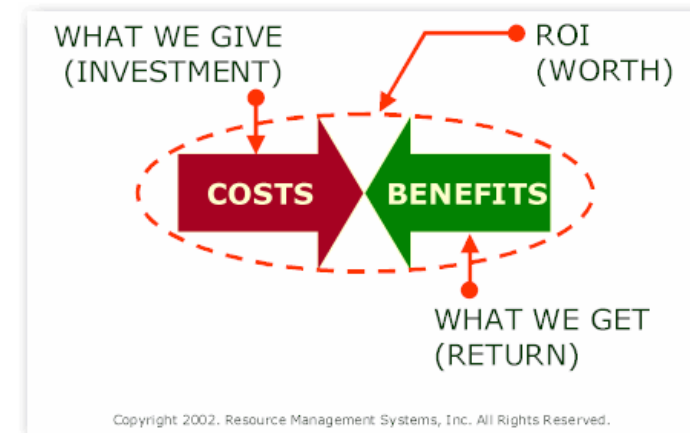 WHAT WE GIVE
(INVESTMENT)
ROI
(WORTH)
COSTS
BENEFITS
WHAT WE GET
(RETURN)
Copyright 2002. Resource Management Systems, Inc. All Rights Reserved.